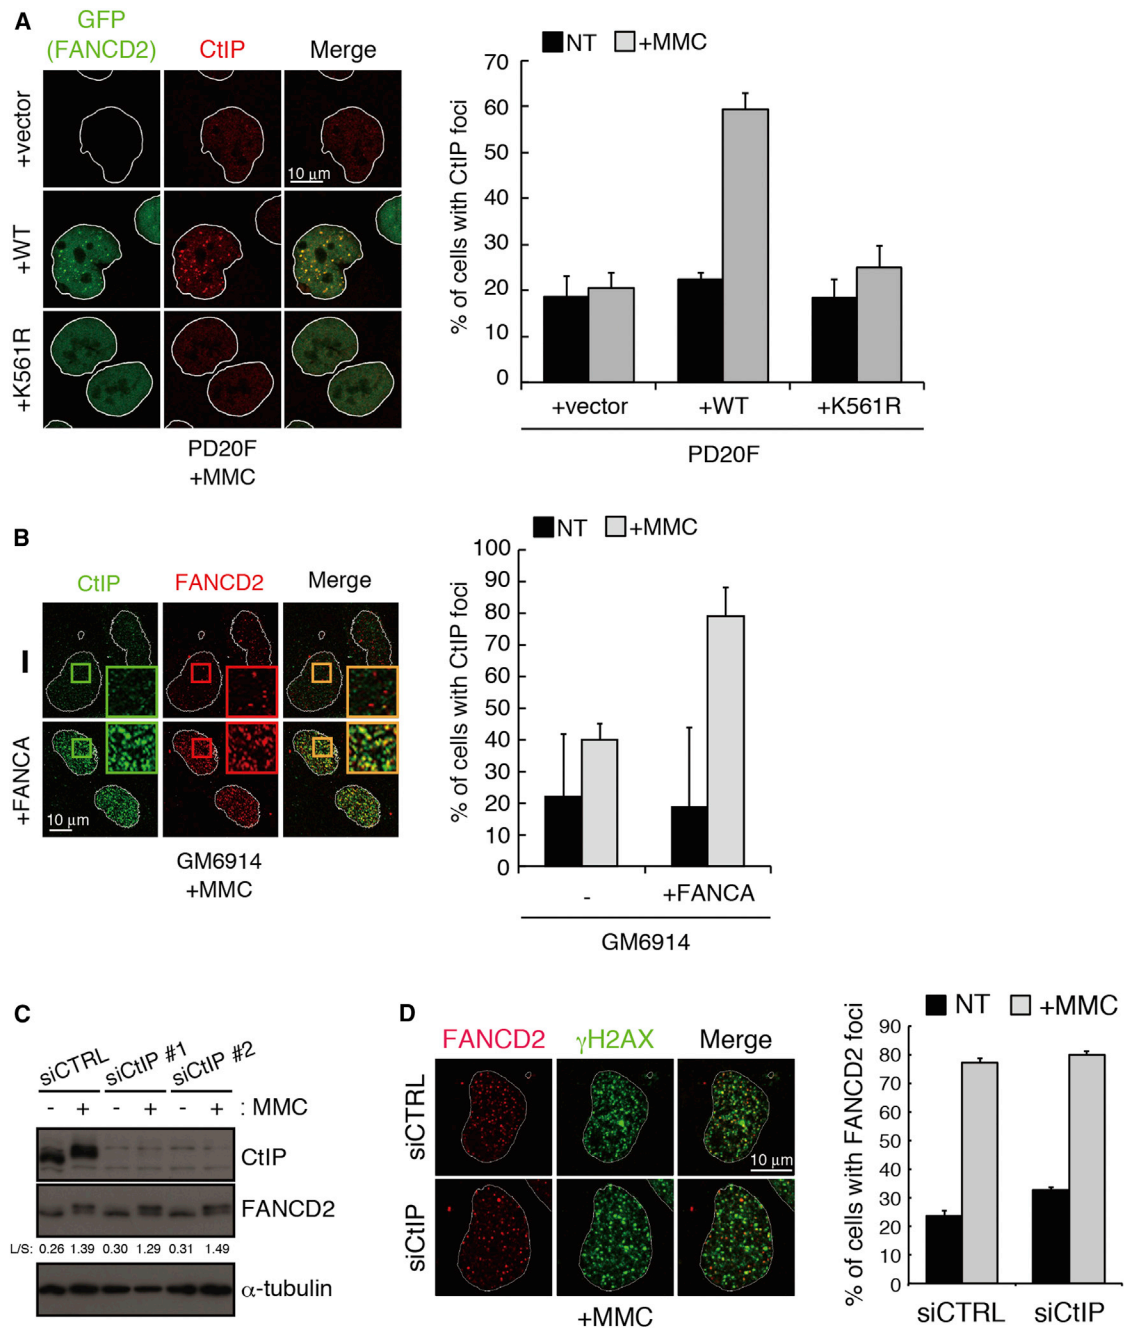 A
GFP
(FANCD2) CtIP Merge
+vector
+WT
+K561R
10 μm
PD20F
+MMC
NT +MMC
% of cells with CtIP foci
70
60
50
40
30
20
10
0
+vector +WT +K561R
PD20F
B
CtIP FANCD2 Merge
-
+FANCA
10 μm
GM6914
+MMC
NT +MMC
% of cells with CtIP foci
100
90
80
70
60
50
40
30
20
10
0
- +FANCA
GM6914
C
siCTRL siCtIP #1 siCtIP #2
- + - + - + : MMC
CtIP
FANCD2
L/S: 0.26 1.39 0.30 1.29 0.31 1.49
α-tubulin
D
FANCD2 γH2AX Merge
siCTRL
siCtIP
10 μm
+MMC
NT +MMC
% of cells with FANCD2 foci
90
80
70
60
50
40
30
20
10
0
siCTRL siCtIP